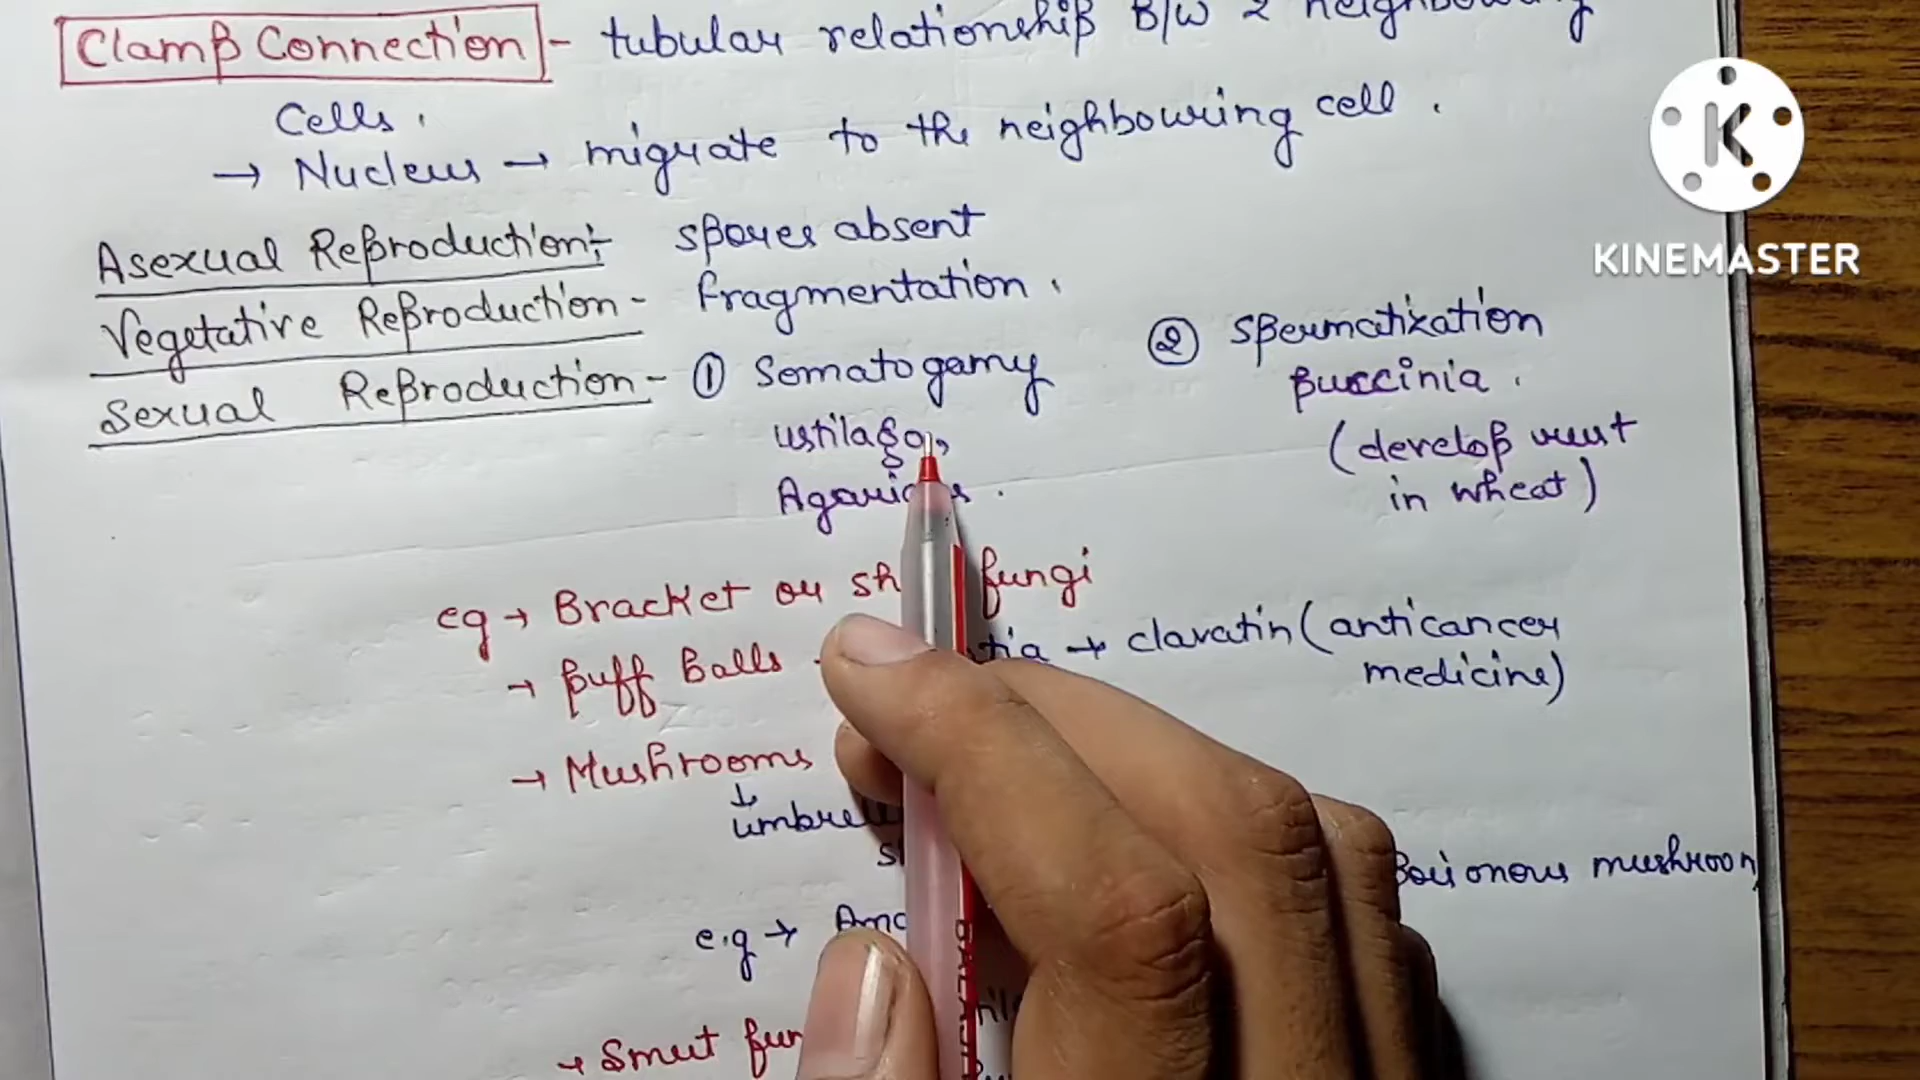 Clamp Connection - tubular relationship B/W 2 neighbouring
Cells.
→ Nucleus → migrate to the neighbouring cell.
Asexual Reproduction:- spores absent
Vegetative Reproduction - fragmentation.
Sexual Reproduction - ① Somatogamy
ustilago,
Agaricus.
② Spermatization
puccinia.
(develop rust
in wheat)
eg → Bracket or fungi
→ puff Balls → clavatin (anticancer
medicine)
→ Mushrooms
↓
e.g →
Poisonous mushroom
→ Smut
K
KINEMASTER